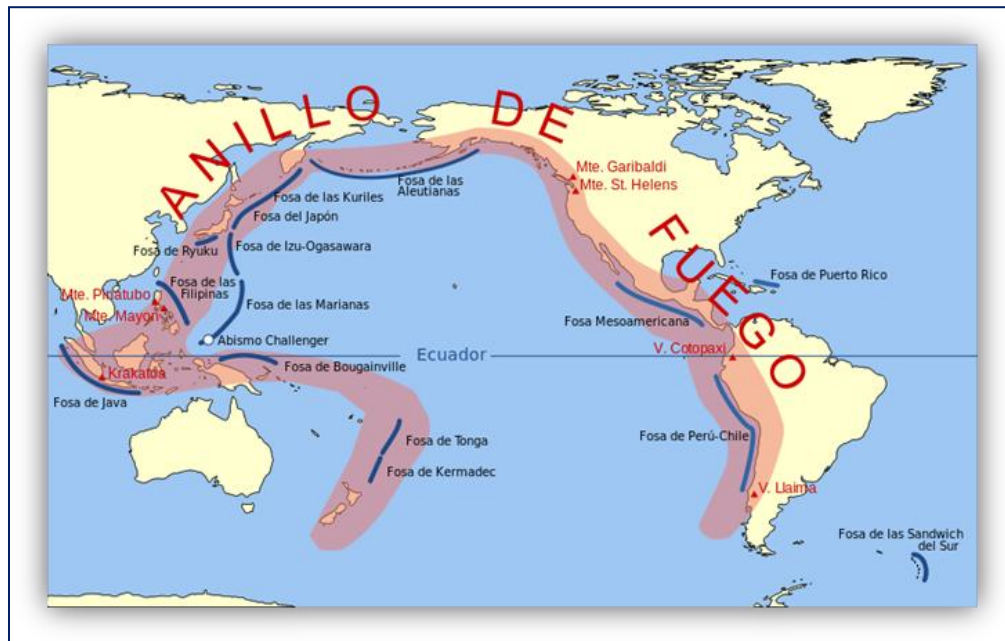 ANILLO DE FUEGO
Mte. Garibaldi
Mte. St. Helens
Fosa de las
Aleutianas
Fosa de las Kuriles
Fosa del Japón
Fosa de Ryuku
Fosa de Izu-Ogasawara
Fosa de Puerto Rico
Fosa de las
Filipinas
Mte. Pinatubo
Mte. Mayon
Fosa de las Marianas
Fosa Mesoamericana
Abismo Challenger
Ecuador
V. Cotopaxi
Fosa de Bougainville
Krakatoa
Fosa de Java
Fosa de Tonga
Fosa de Perú-Chile
Fosa de Kermadec
V. Llaima
Fosa de las Sandwich
del Sur